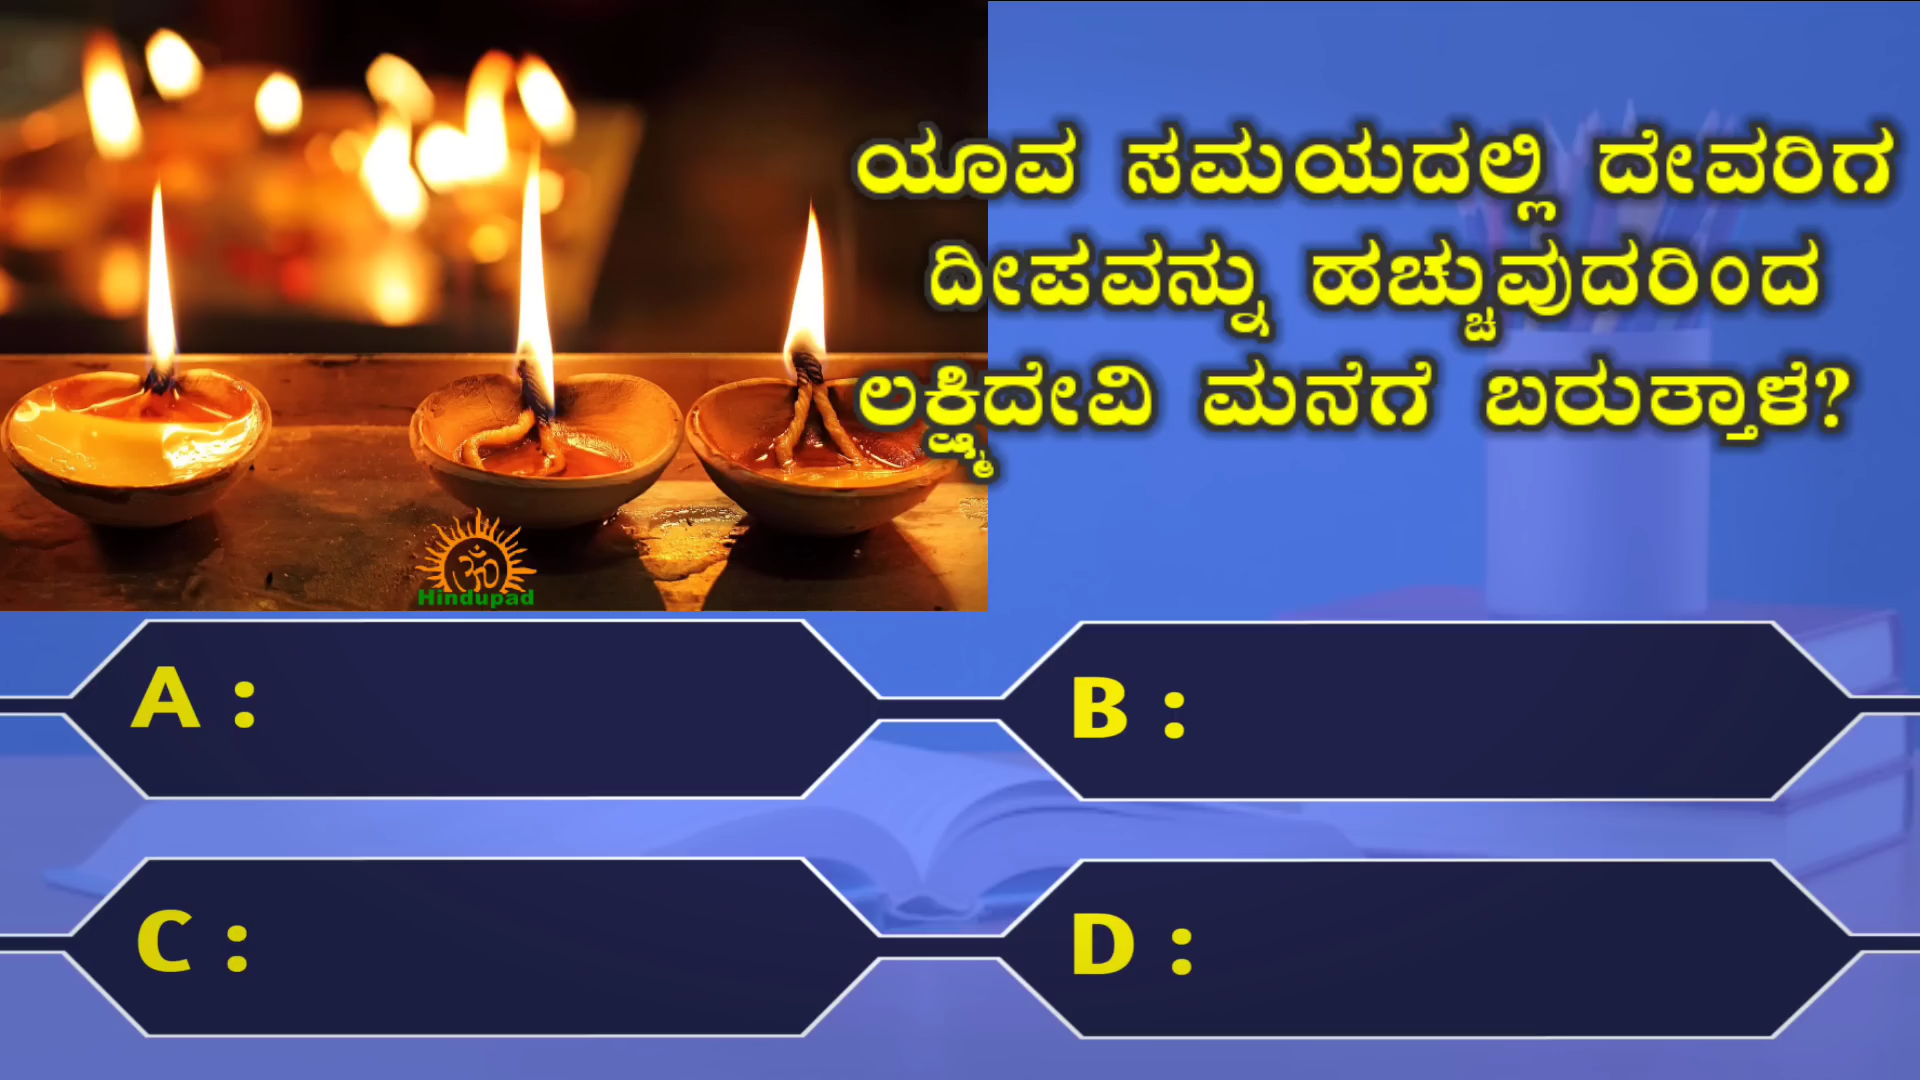 ಯಾವ ಸಮಯದಲ್ಲಿ ದೇವರಿಗ
ದೀಪವನ್ನು ಹಚ್ಚುವುದರಿಂದ
ಲಕ್ಷ್ಮಿದೇವಿ ಮನೆಗೆ ಬರುತ್ತಾಳೆ?
ॐ
Hindupad
A :
B :
C :
D :